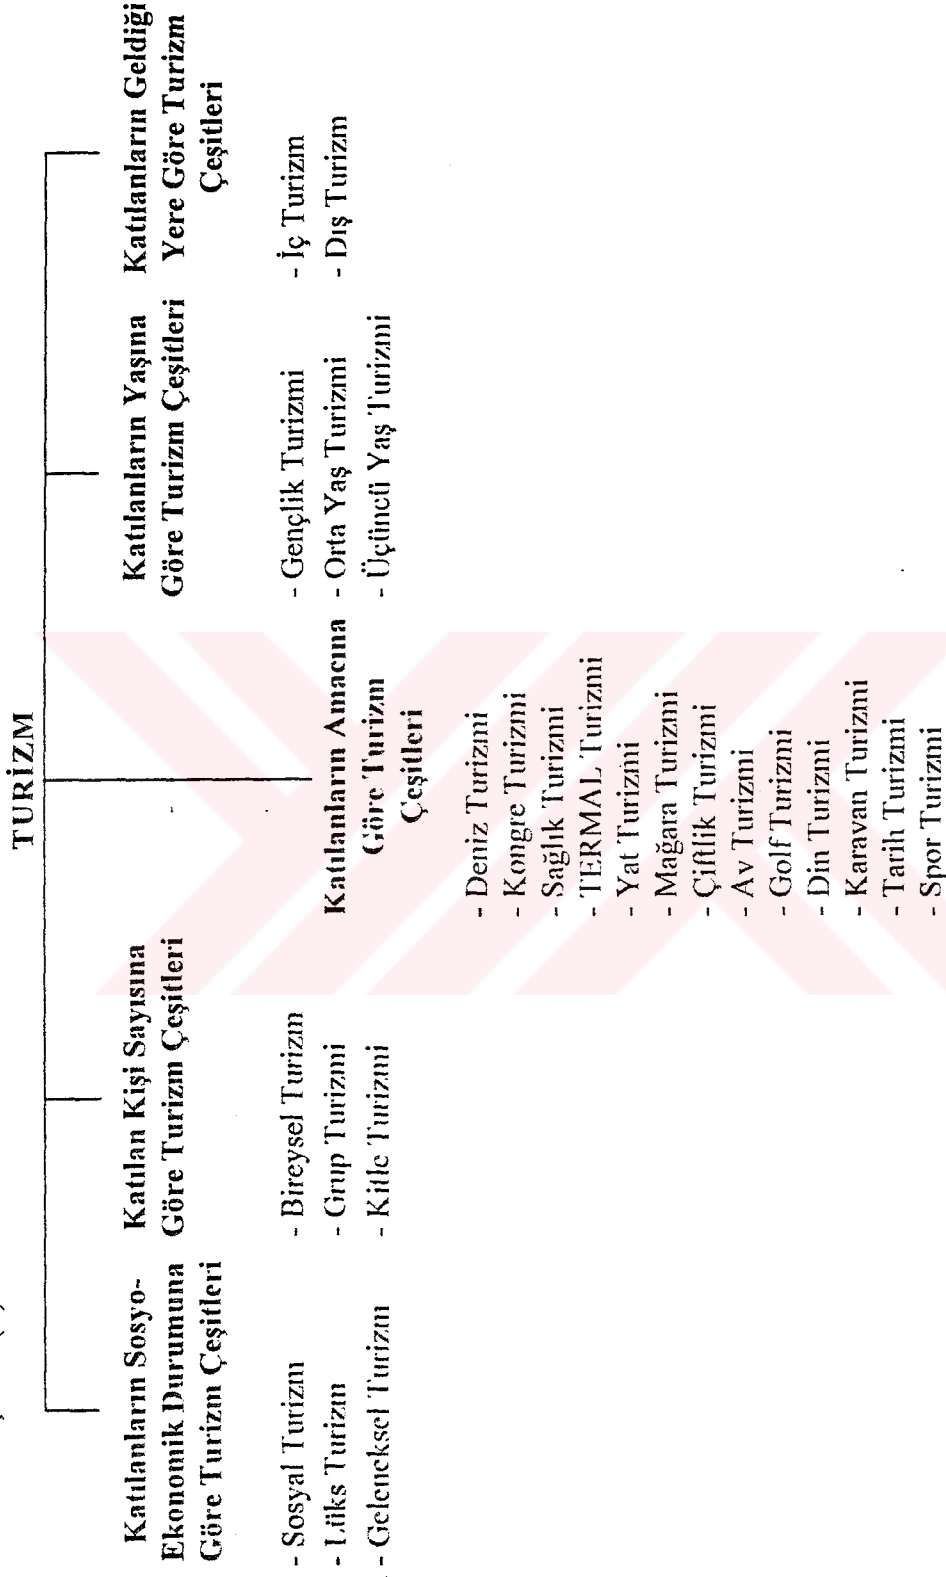 TURİZM
Katılanların Sosyo-
Ekonomik Durumuna
Göre Turizm Çeşitleri
- Sosyal Turizm
- Lüks Turizm
- Geleneksel Turizm
Katılan Kişi Sayısına
Göre Turizm Çeşitleri
- Bireysel Turizm
- Grup Turizmi
- Kitle Turizmi
Katılanların Amacına
Göre Turizm
Çeşitleri
- Deniz Turizmi
- Kongre Turizmi
- Sağlık Turizmi
- TERMAL Turizmi
- Yat Turizmi
- Mağara Turizmi
- Çiftlik Turizmi
- Av Turizmi
- Golf Turizmi
- Din Turizmi
- Karavan Turizmi
- Tarih Turizmi
- Spor Turizmi
Katılanların Yaşına
Göre Turizm Çeşitleri
- Gençlik Turizmi
- Orta Yaş Turizmi
- Üçüncü Yaş Turizmi
Katılanların Geldiği
Yere Göre Turizm
Çeşitleri
- İç Turizm
- Dış Turizm